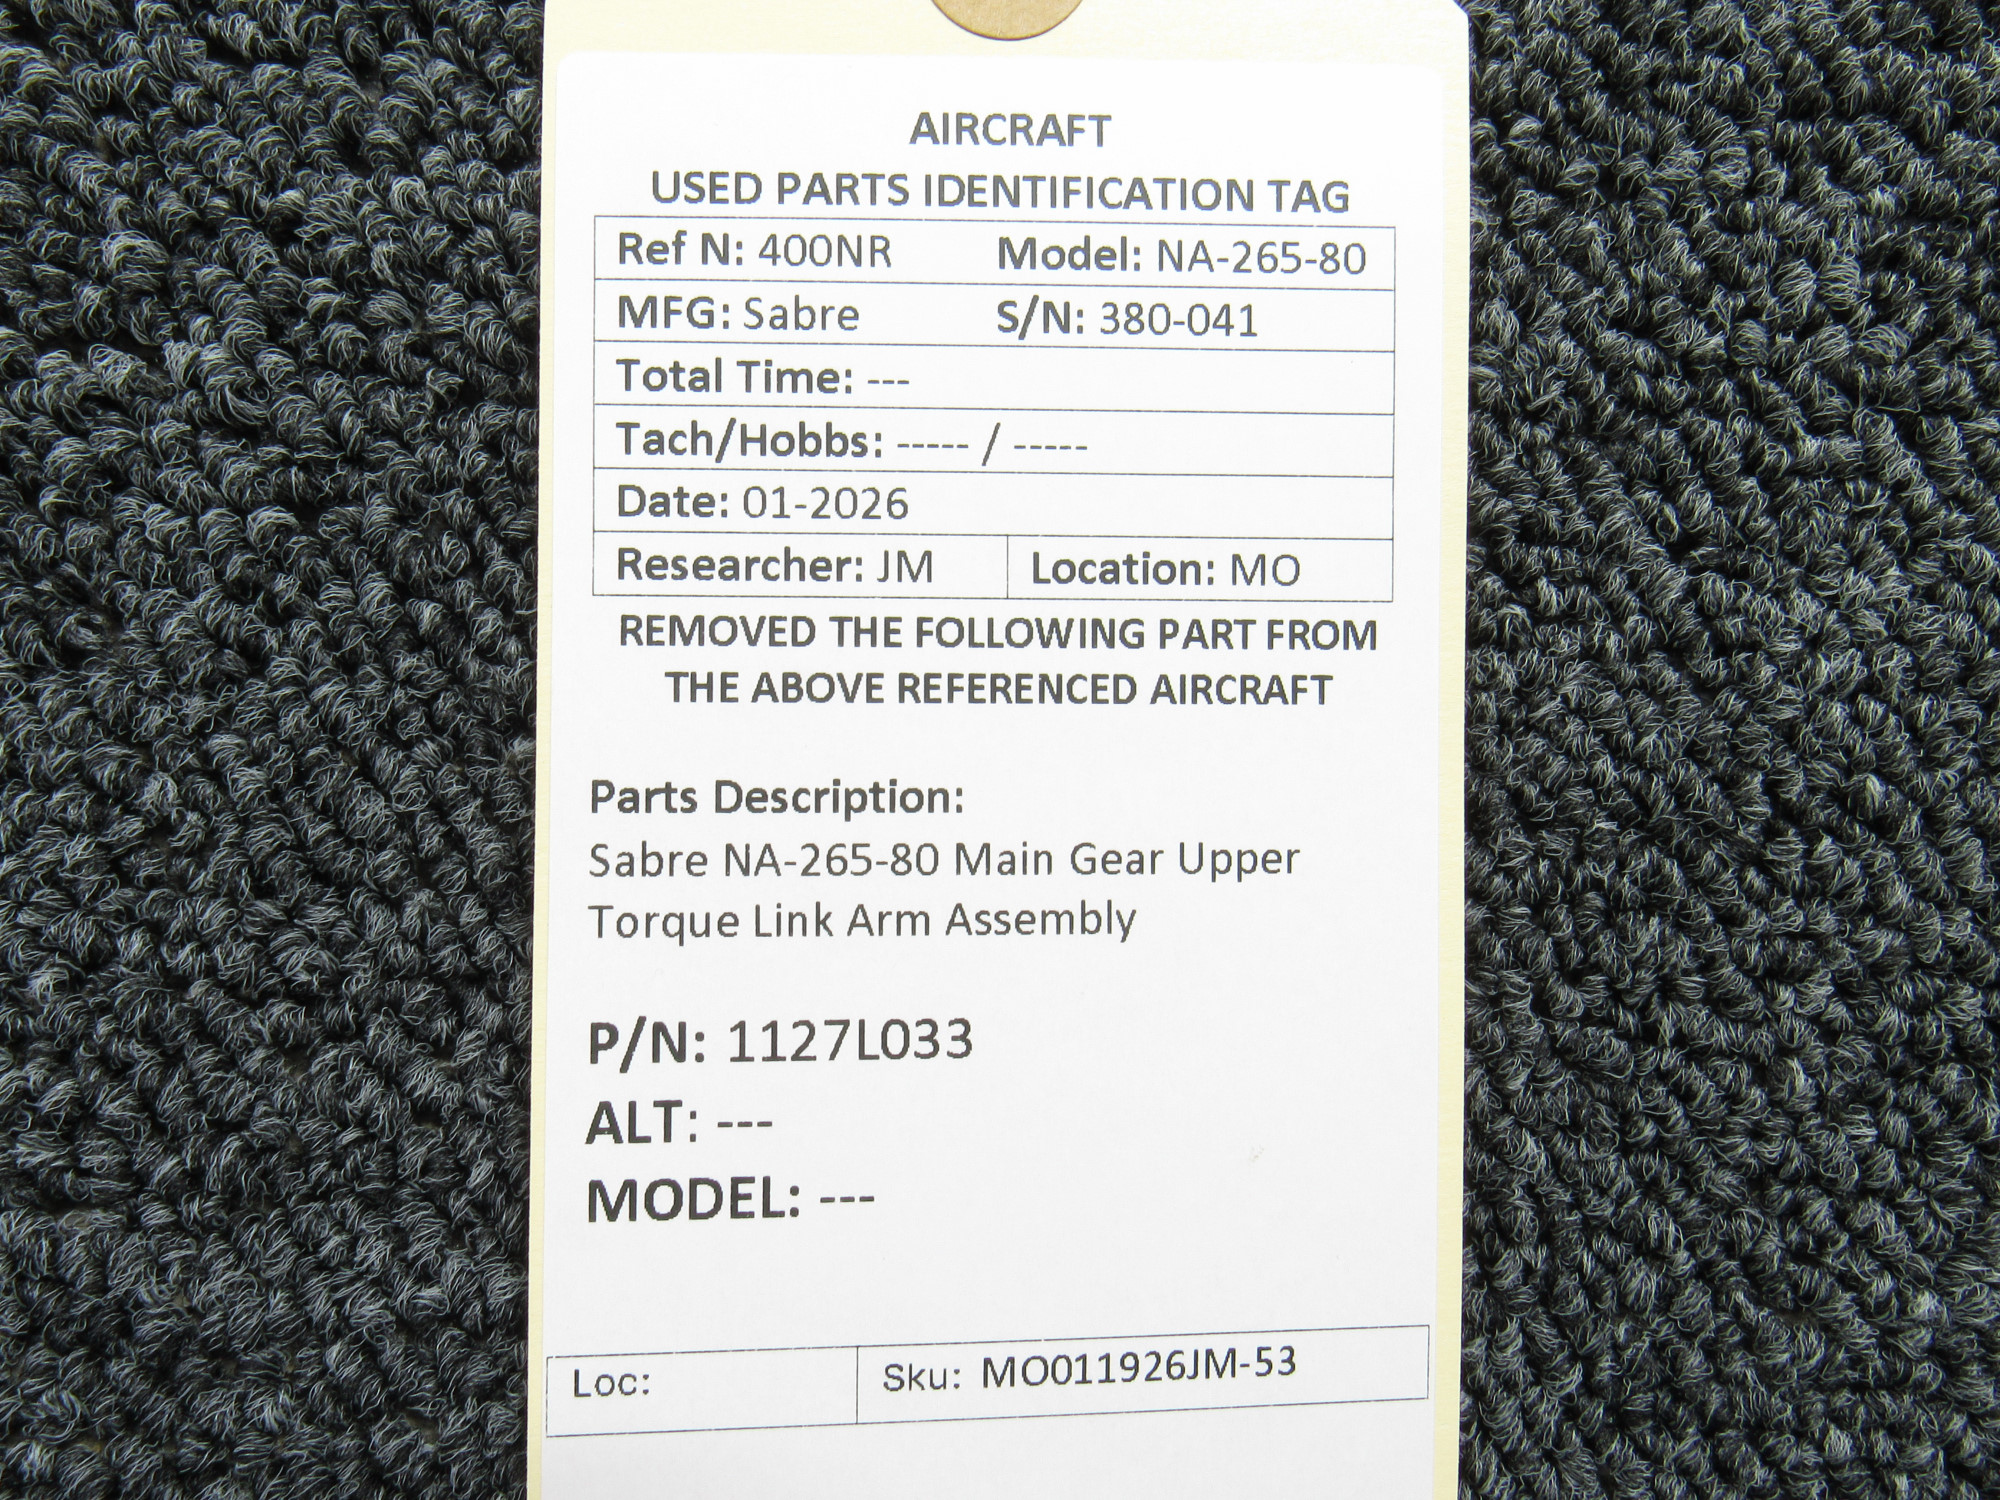 AIRCRAFT
USED PARTS IDENTIFICATION TAG
Ref N: 400NR Model: NA-265-80
MFG: Sabre S/N: 380-041
Total Time: ---
Tach/Hobbs: ----- / -----
Date: 01-2026
Researcher: JM Location: MO
REMOVED THE FOLLOWING PART FROM
THE ABOVE REFERENCED AIRCRAFT
Parts Description:
Sabre NA-265-80 Main Gear Upper
Torque Link Arm Assembly
P/N: 1127L033
ALT: ---
MODEL: ---
Loc: Sku: MO011926JM-53